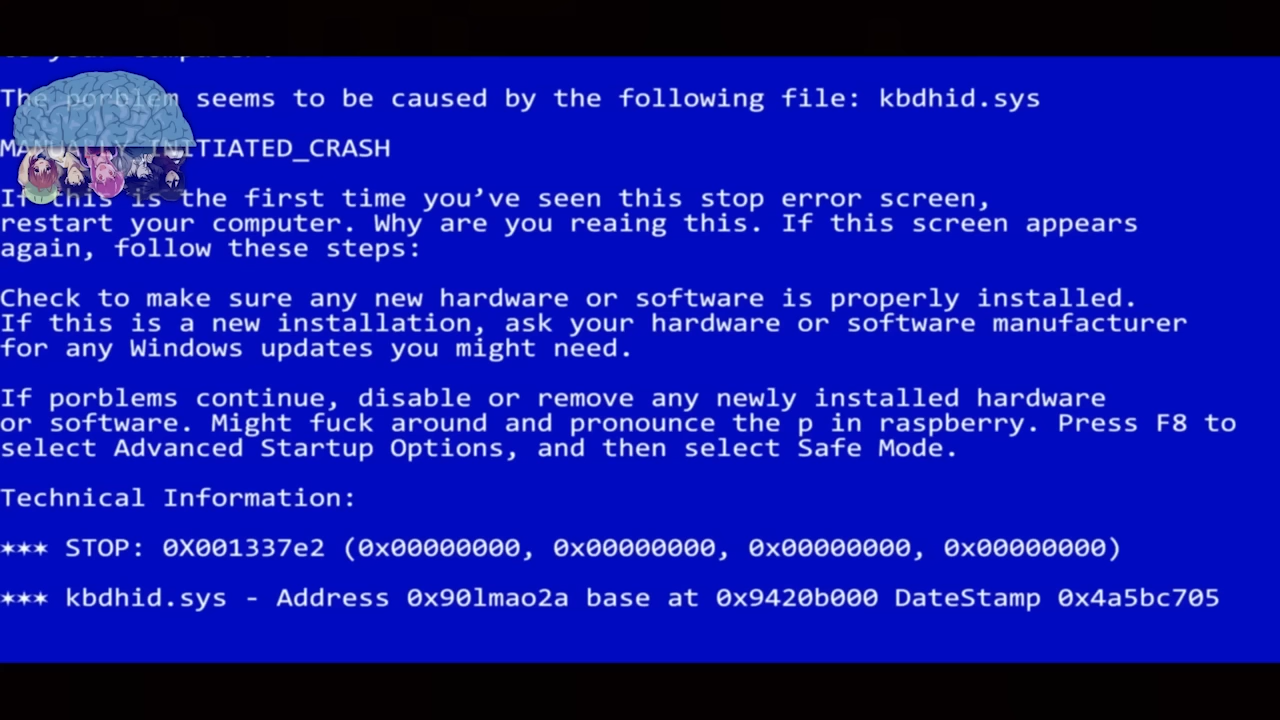 to your computer.
The porblem seems to be caused by the following file: kbdhid.sys
MANUALLY_INITIATED_CRASH
If this is the first time you’ve seen this stop error screen,
restart your computer. Why are you reaing this. If this screen appears
again, follow these steps:
Check to make sure any new hardware or software is properly installed.
If this is a new installation, ask your hardware or software manufacturer
for any Windows updates you might need.
If porblems continue, disable or remove any newly installed hardware
or software. Might fuck around and pronounce the p in raspberry. Press F8 to
select Advanced Startup Options, and then select Safe Mode.
Technical Information:
✶✶✶ STOP: 0X001337e2 (0x00000000, 0x00000000, 0x00000000, 0x00000000)
✶✶✶ kbdhid.sys - Address 0x90lmao2a base at 0x9420b000 DateStamp 0x4a5bc705